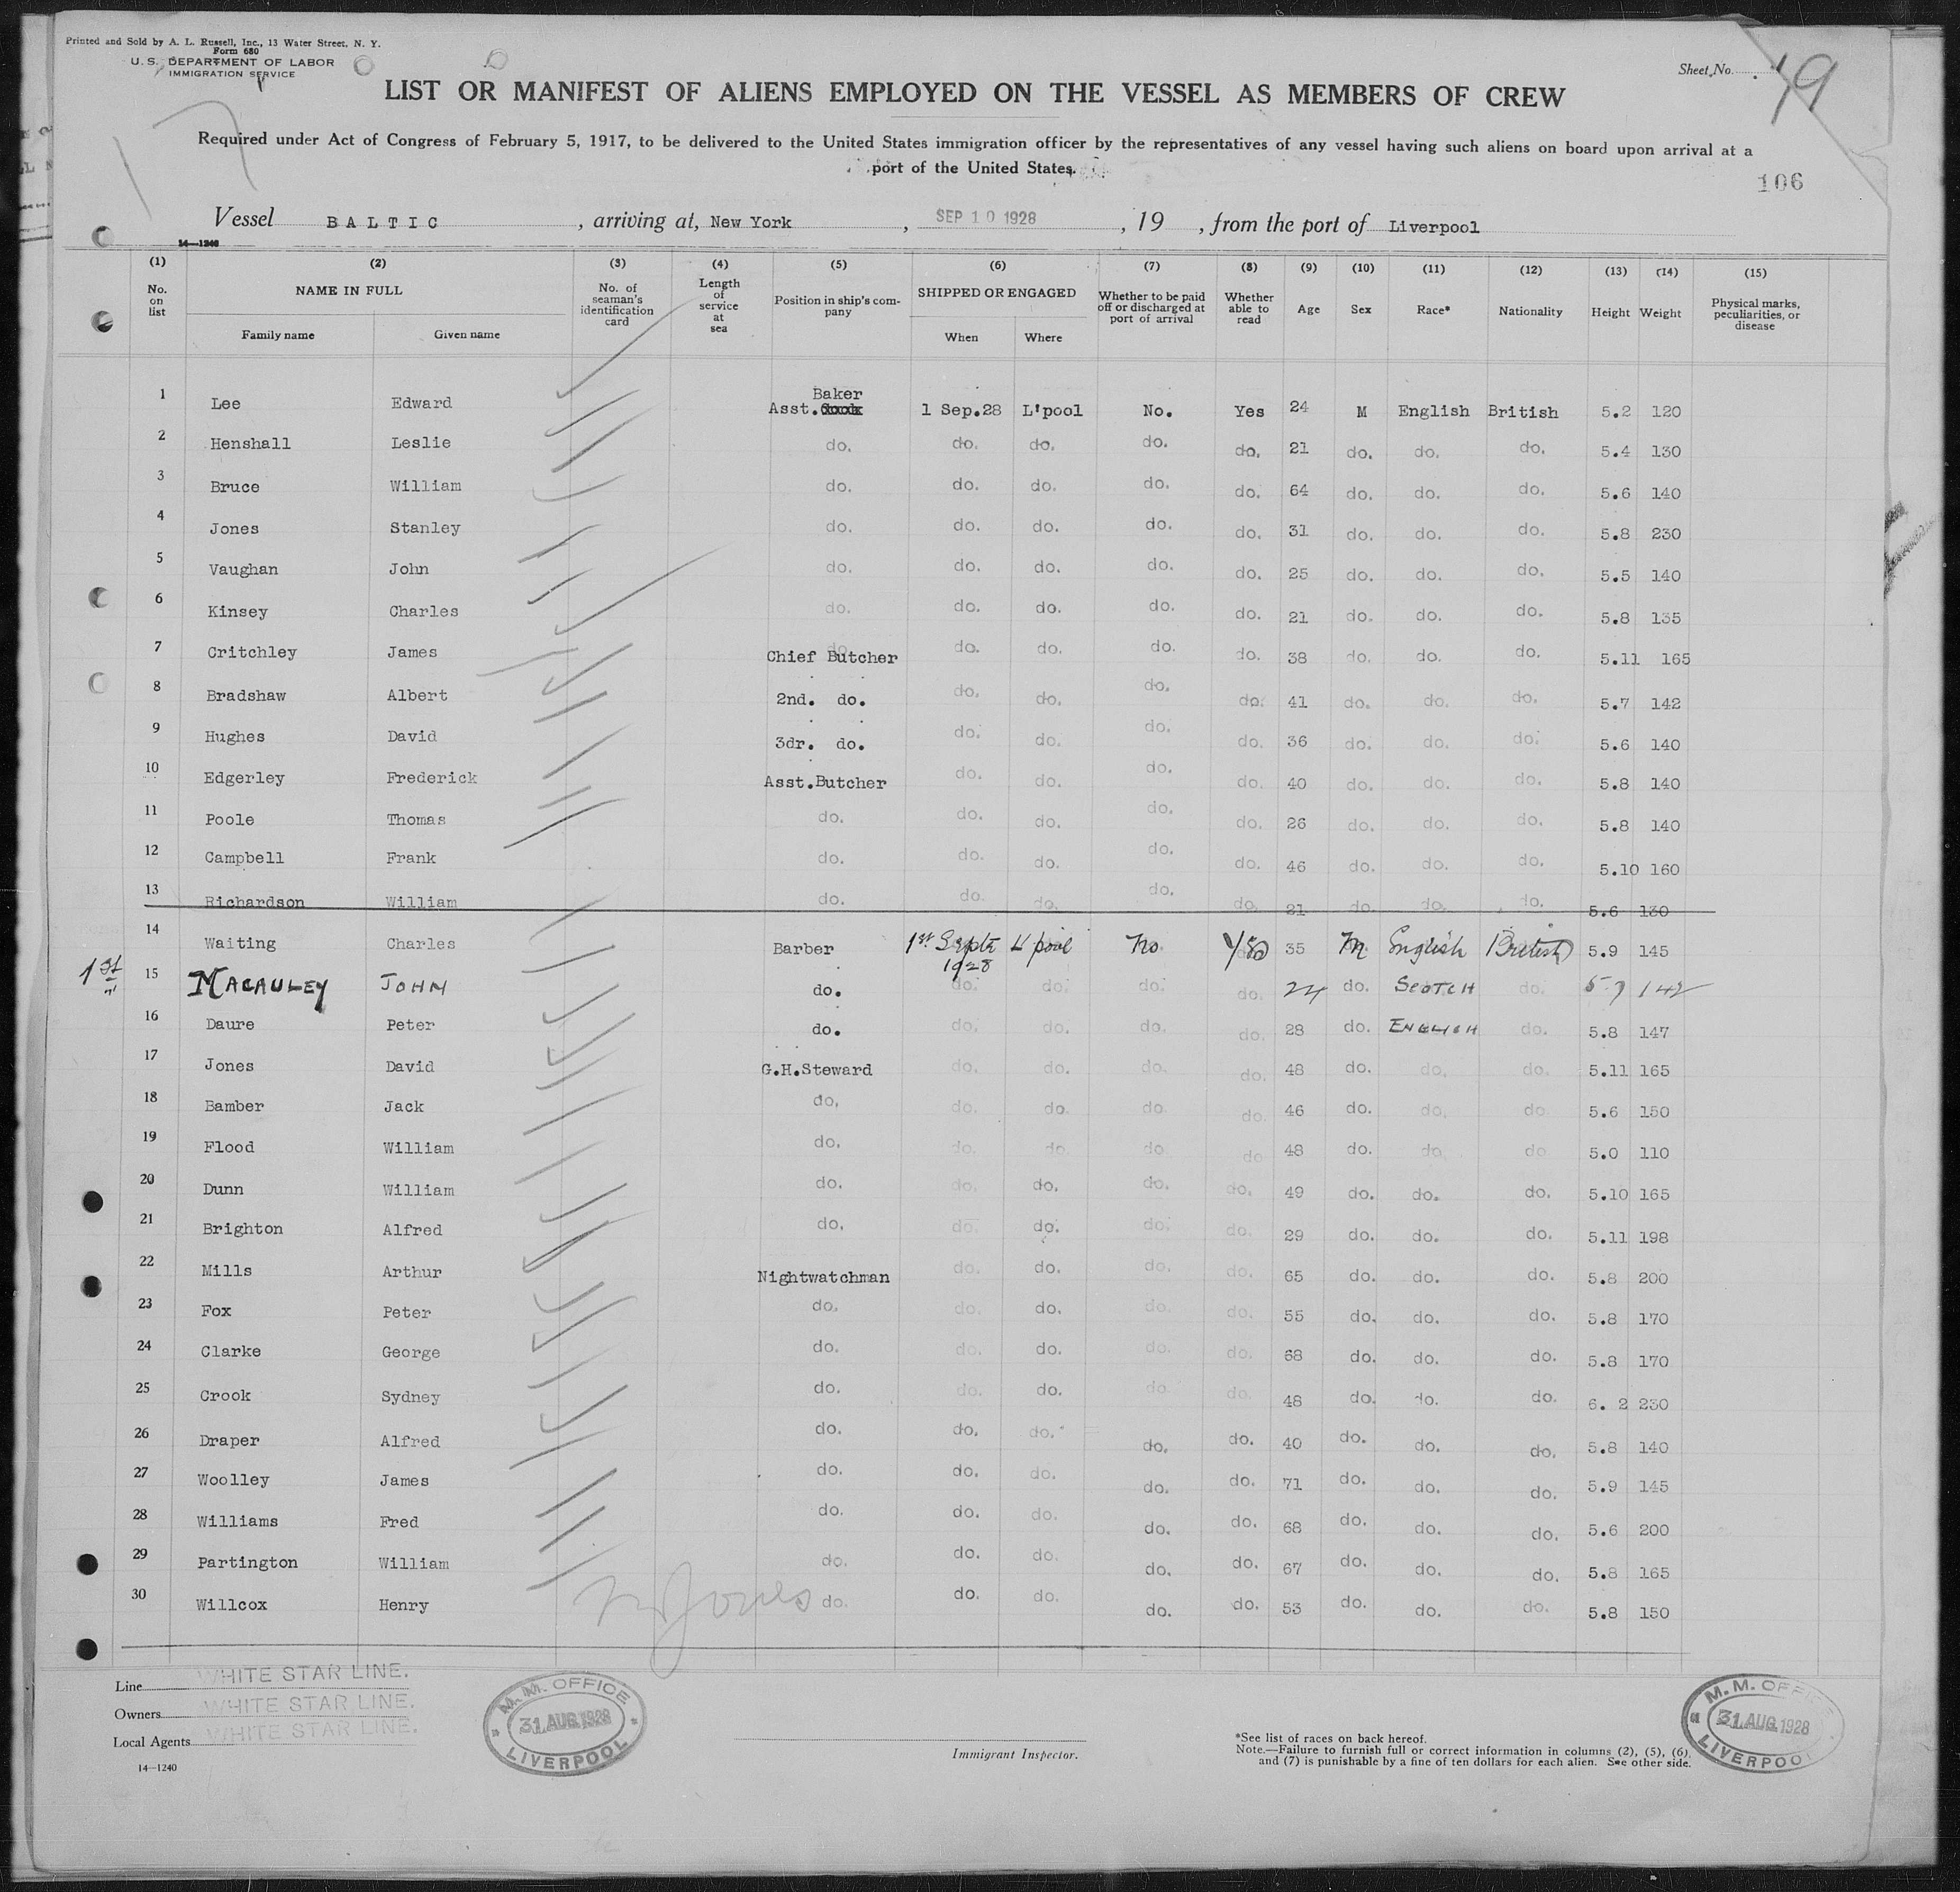 Printed and Sold by A. L. Russell, Inc., 13 Water Street, N. Y.
Form 680
U. S. DEPARTMENT OF LABOR
IMMIGRATION SERVICE
Sheet No. 49
LIST OR MANIFEST OF ALIENS EMPLOYED ON THE VESSEL AS MEMBERS OF CREW
Required under Act of Congress of February 5, 1917, to be delivered to the United States immigration officer by the representatives of any vessel having such aliens on board upon arrival at a
port of the United States.
106
Vessel BALTIC, arriving at, New York, SEP 10 1928, 19 , from the port of Liverpool
14—1240
(1) (2) (3) (4) (5) (6) (7) (8) (9) (10) (11) (12) (13) (14) (15)
No. on list NAME IN FULL Family name Given name No. of seaman's identification card Length of service at sea Position in ship's company SHIPPED OR ENGAGED When Where Whether to be paid off or discharged at port of arrival Whether able to read Age Sex Race* Nationality Height Weight Physical marks, peculiarities, or disease
Baker
1 Lee Edward Asst. 1 Sep.28 L'pool No. Yes 24 M English British 5.2 120
2 Henshall Leslie do. do. do. do. do. 21 do. do. do. 5.4 130
3 Bruce William do. do. do. do. do. 64 do. do. do. 5.6 140
4 Jones Stanley do. do. do. do. do. 31 do. do. do. 5.8 230
5 Vaughan John do. do. do. do. do. 25 do. do. do. 5.5 140
6 Kinsey Charles do. do. do. do. do. 21 do. do. do. 5.8 135
7 Critchley James Chief Butcher do. do. do. do. 38 do. do. do. 5.11 165
8 Bradshaw Albert 2nd. do. do. do. do. do. 41 do. do. do. 5.7 142
9 Hughes David 3dr. do. do. do. do. do. 36 do. do. do. 5.6 140
10 Edgerley Frederick Asst.Butcher do. do. do. do. 40 do. do. do. 5.8 140
11 Poole Thomas do. do. do. do. do. 26 do. do. do. 5.8 140
12 Campbell Frank do. do. do. do. do. 46 do. do. do. 5.10 160
13 Richardson William do. do. do. do. do. 21 do. do. do. 5.6 130
14 Waiting Charles Barber 1st Sept 1928 L'pool No Yes 35 M English British 5.9 145
1st 15 MACAULEY JOHN do. do. do. do. do. 24 do. SCOTCH do. 5-7 142
16 Daure Peter do. do. do. do. do. 28 do. ENGLISH do. 5.8 147
17 Jones David G.H.Steward do. do. do. do. 48 do. do. do. 5.11 165
18 Bamber Jack do. do. do. do. do. 46 do. do. do 5.6 150
19 Flood William do. do. do do do 48 do. do do 5.0 110
20 Dunn William do. do. do. do. do. 49 do. do. do. 5.10 165
21 Brighton Alfred do. do. do. do. do. 29 do. do. do. 5.11 198
22 Mills Arthur Nightwatchman do. do. do. do. 65 do. do. do. 5.8 200
23 Fox Peter do. do. do. do. do. 55 do. do. do. 5.8 170
24 Clarke George do. do. do. do. do. 68 do. do. do. 5.8 170
25 Crook Sydney do. do. do. do. do. 48 do. do. do. 6. 2 230
26 Draper Alfred do. do. do. do. do. 40 do. do. do. 5.8 140
27 Woolley James do. do. do. do. do. 71 do. do. do. 5.9 145
28 Williams Fred do. do. do. do. do. 68 do. do. do. 5.6 200
29 Partington William do. do. do. do. do. 67 do. do. do. 5.8 165
30 Willcox Henry do. do. do. do. do. 53 do. do. do. 5.8 150
Jones
Line WHITE STAR LINE.
Owners WHITE STAR LINE.
Local Agents WHITE STAR LINE.
14—1240
M. M. OFFICE
31 AUG 1928
LIVERPOOL
Immigrant Inspector.
*See list of races on back hereof.
Note.—Failure to furnish full or correct information in columns (2), (5), (6),
and (7) is punishable by a fine of ten dollars for each alien. See other side.
M. M. OFFICE
31 AUG 1928
LIVERPOOL